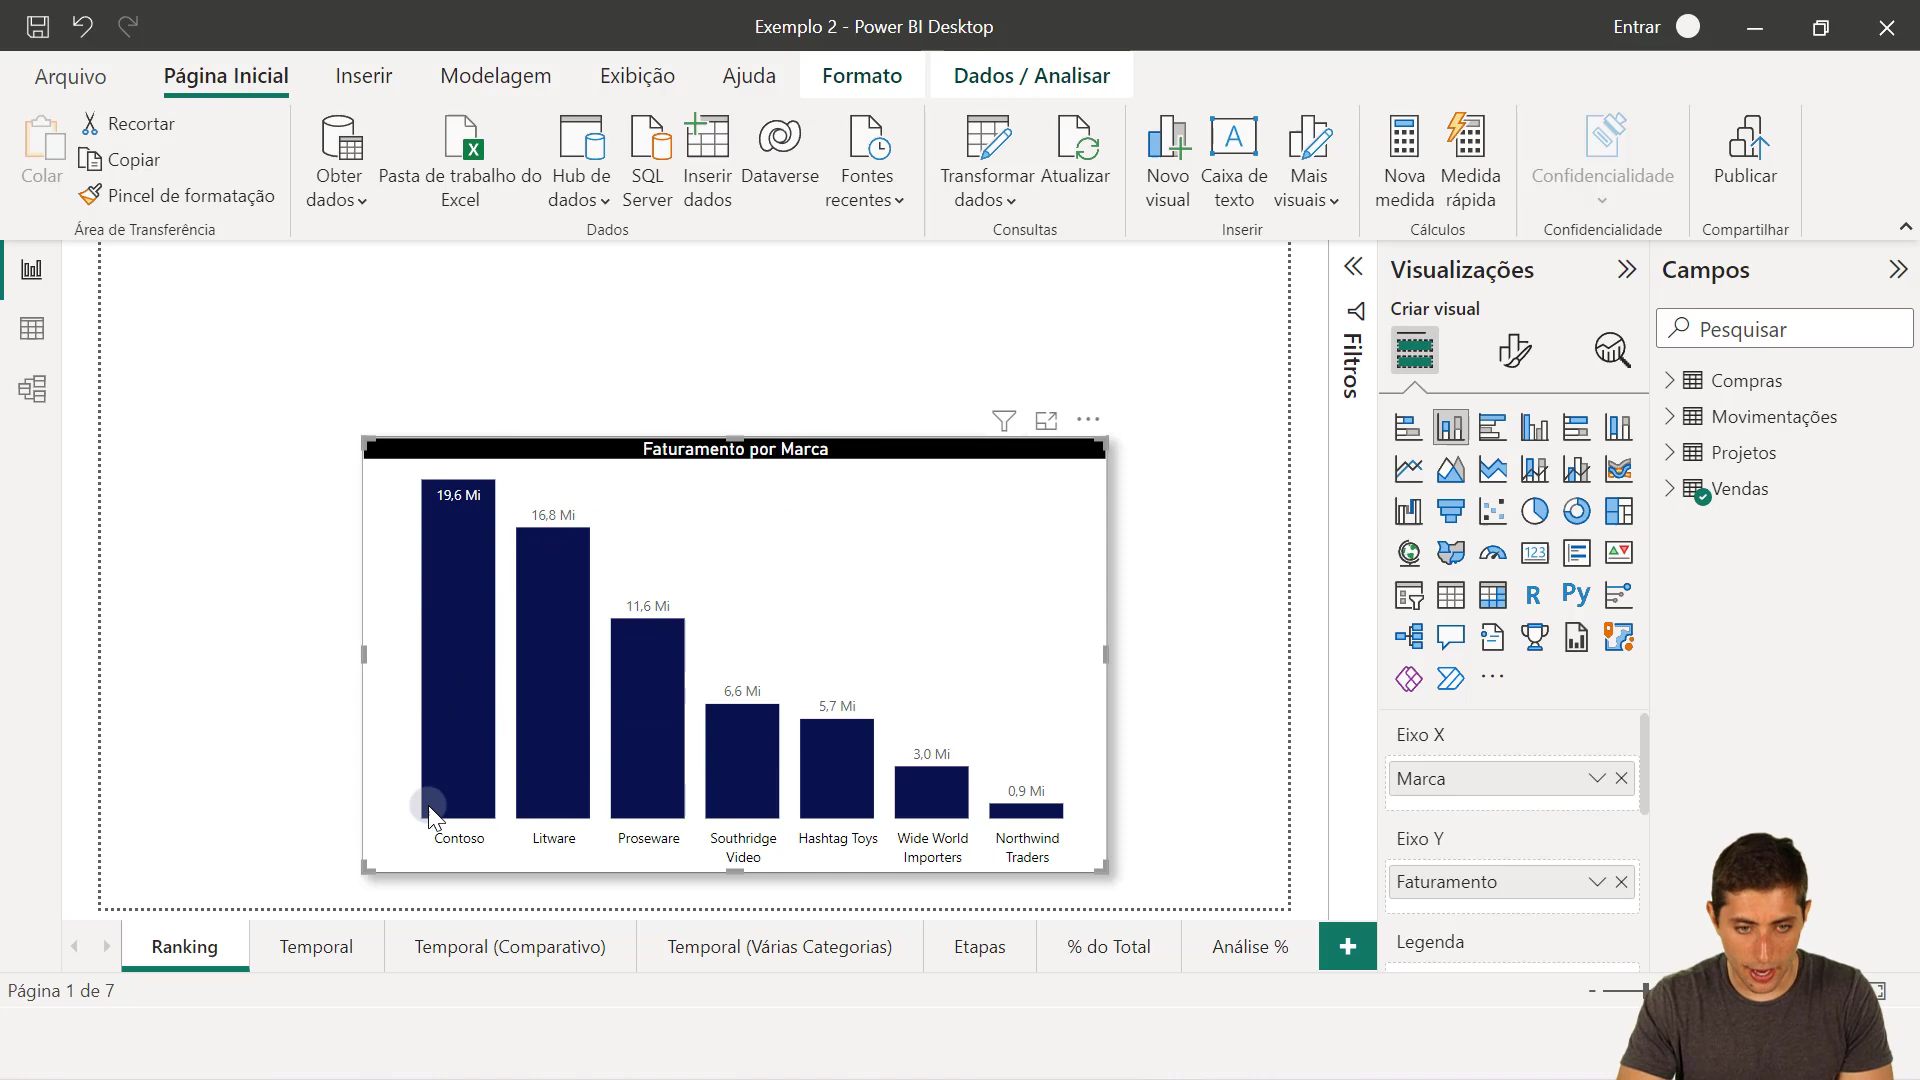 Exemplo 2 - Power BI Desktop
Entrar
Arquivo
Página Inicial
Inserir
Modelagem
Exibição
Ajuda
Formato
Dados / Analisar
Colar
Recortar
Copiar
Pincel de formatação
Área de Transferência
Obter
dados
Pasta de trabalho do
Excel
Hub de
dados
SQL
Server
Inserir
dados
Dataverse
Fontes
recentes
Dados
Transformar
dados
Atualizar
Consultas
Novo
visual
Caixa de
texto
Mais
visuais
Inserir
Nova
medida
Medida
rápida
Cálculos
Confidencialidade
Confidencialidade
Publicar
Compartilhar
Faturamento por Marca
19,6 Mi
16,8 Mi
11,6 Mi
6,6 Mi
5,7 Mi
3,0 Mi
0,9 Mi
Contoso
Litware
Proseware
Southridge
Video
Hashtag Toys
Wide World
Importers
Northwind
Traders
Filtros
Visualizações
Criar visual
123
R
Py
Eixo X
Marca
Eixo Y
Faturamento
Legenda
Campos
Pesquisar
Compras
Movimentações
Projetos
Vendas
Ranking
Temporal
Temporal (Comparativo)
Temporal (Várias Categorias)
Etapas
% do Total
Análise %
Página 1 de 7